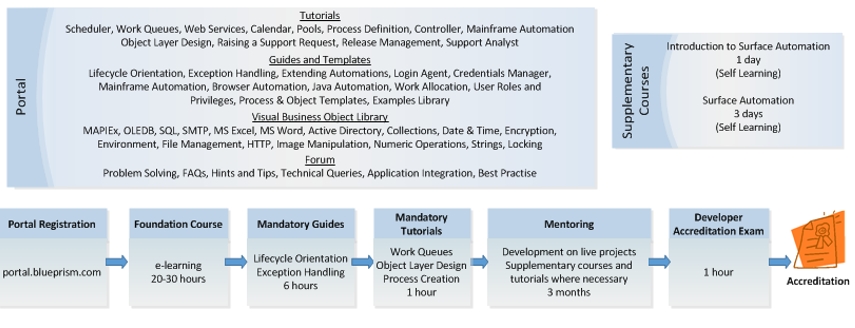 Portal
Tutorials
Scheduler, Work Queues, Web Services, Calendar, Pools, Process Definition, Controller, Mainframe Automation
Object Layer Design, Raising a Support Request, Release Management, Support Analyst
Guides and Templates
Lifecycle Orientation, Exception Handling, Extending Automations, Login Agent, Credentials Manager,
Mainframe Automation, Browser Automation, Java Automation, Work Allocation, User Roles and
Privileges, Process & Object Templates, Examples Library
Visual Business Object Library
MAPIEx, OLEDB, SQL, SMTP, MS Excel, MS Word, Active Directory, Collections, Date & Time, Encryption,
Environment, File Management, HTTP, Image Manipulation, Numeric Operations, Strings, Locking
Forum
Problem Solving, FAQs, Hints and Tips, Technical Queries, Application Integration, Best Practise
Supplementary
Courses
Introduction to Surface Automation
1 day
(Self Learning)
Surface Automation
3 days
(Self Learning)
Portal Registration
portal.blueprism.com
Foundation Course
e-learning
20-30 hours
Mandatory Guides
Lifecycle Orientation
Exception Handling
6 hours
Mandatory
Tutorials
Work Queues
Object Layer Design
Process Creation
1 hour
Mentoring
Development on live projects
Supplementary courses and
tutorials where necessary
3 months
Developer
Accreditation Exam
1 hour
Accreditation